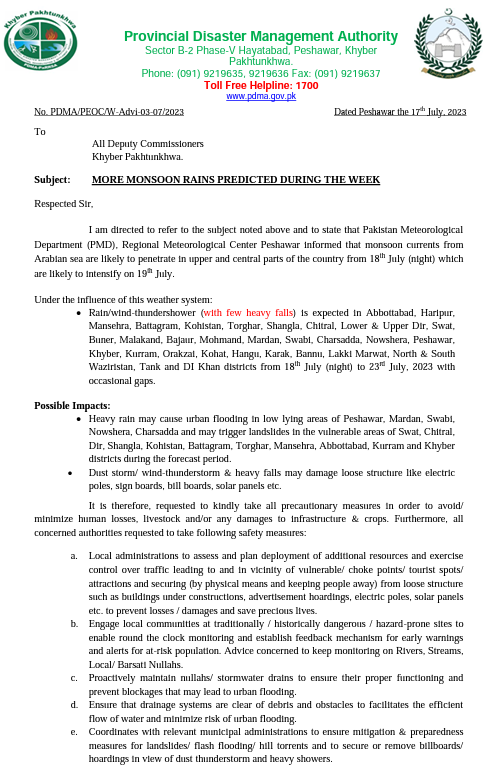 Khyber Pakhtunkhwa
Provincial Disaster Management Authority
Sector B-2 Phase-V Hayatabad, Peshawar, Khyber
Pakhtunkhwa.
Phone: (091) 9219635, 9219636 Fax: (091) 9219637
Toll Free Helpline: 1700
www.pdma.gov.pk
No. PDMA/PEOC/W-Advi-03-07/2023 Dated Peshawar the 17th July, 2023
To
All Deputy Commissioners
Khyber Pakhtunkhwa.
Subject: MORE MONSOON RAINS PREDICTED DURING THE WEEK
Respected Sir,
I am directed to refer to the subject noted above and to state that Pakistan Meteorological
Department (PMD), Regional Meteorological Center Peshawar informed that monsoon currents from
Arabian sea are likely to penetrate in upper and central parts of the country from 18th July (night) which
are likely to intensify on 19th July.
Under the influence of this weather system:
• Rain/wind-thundershower (with few heavy falls) is expected in Abbottabad, Haripur,
Mansehra, Battagram, Kohistan, Torghar, Shangla, Chitral, Lower & Upper Dir, Swat,
Buner, Malakand, Bajaur, Mohmand, Mardan, Swabi, Charsadda, Nowshera, Peshawar,
Khyber, Kurram, Orakzai, Kohat, Hangu, Karak, Bannu, Lakki Marwat, North & South
Waziristan, Tank and DI Khan districts from 18th July (night) to 23rd July, 2023 with
occasional gaps.
Possible Impacts:
• Heavy rain may cause urban flooding in low lying areas of Peshawar, Mardan, Swabi,
Nowshera, Charsadda and may trigger landslides in the vulnerable areas of Swat, Chitral,
Dir, Shangla, Kohistan, Battagram, Torghar, Mansehra, Abbottabad, Kurram and Khyber
districts during the forecast period.
• Dust storm/ wind-thunderstorm & heavy falls may damage loose structure like electric
poles, sign boards, bill boards, solar panels etc.
It is therefore, requested to kindly take all precautionary measures in order to avoid/
minimize human losses, livestock and/or any damages to infrastructure & crops. Furthermore, all
concerned authorities requested to take following safety measures:
a. Local administrations to assess and plan deployment of additional resources and exercise
control over traffic leading to and in vicinity of vulnerable/ choke points/ tourist spots/
attractions and securing (by physical means and keeping people away) from loose structure
such as buildings under constructions, advertisement hoardings, electric poles, solar panels
etc. to prevent losses / damages and save precious lives.
b. Engage local communities at traditionally / historically dangerous / hazard-prone sites to
enable round the clock monitoring and establish feedback mechanism for early warnings
and alerts for at-risk population. Advice concerned to keep monitoring on Rivers, Streams,
Local/ Barsati Nullahs.
c. Proactively maintain nullahs/ stormwater drains to ensure their proper functioning and
prevent blockages that may lead to urban flooding.
d. Ensure that drainage systems are clear of debris and obstacles to facilitates the efficient
flow of water and minimize risk of urban flooding.
e. Coordinates with relevant municipal administrations to ensure mitigation & preparedness
measures for landslides/ flash flooding/ hill torrents and to secure or remove billboards/
hoardings in view of dust thunderstorm and heavy showers.